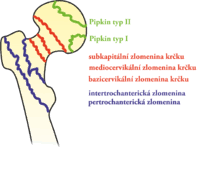 Pipkin typ II
Pipkin typ I
subkapitální zlomenina krčku
mediocervikální zlomenina krčku
bazicervikální zlomenina krčku
intertrochanterická zlomenina
pertrochanterická zlomenina